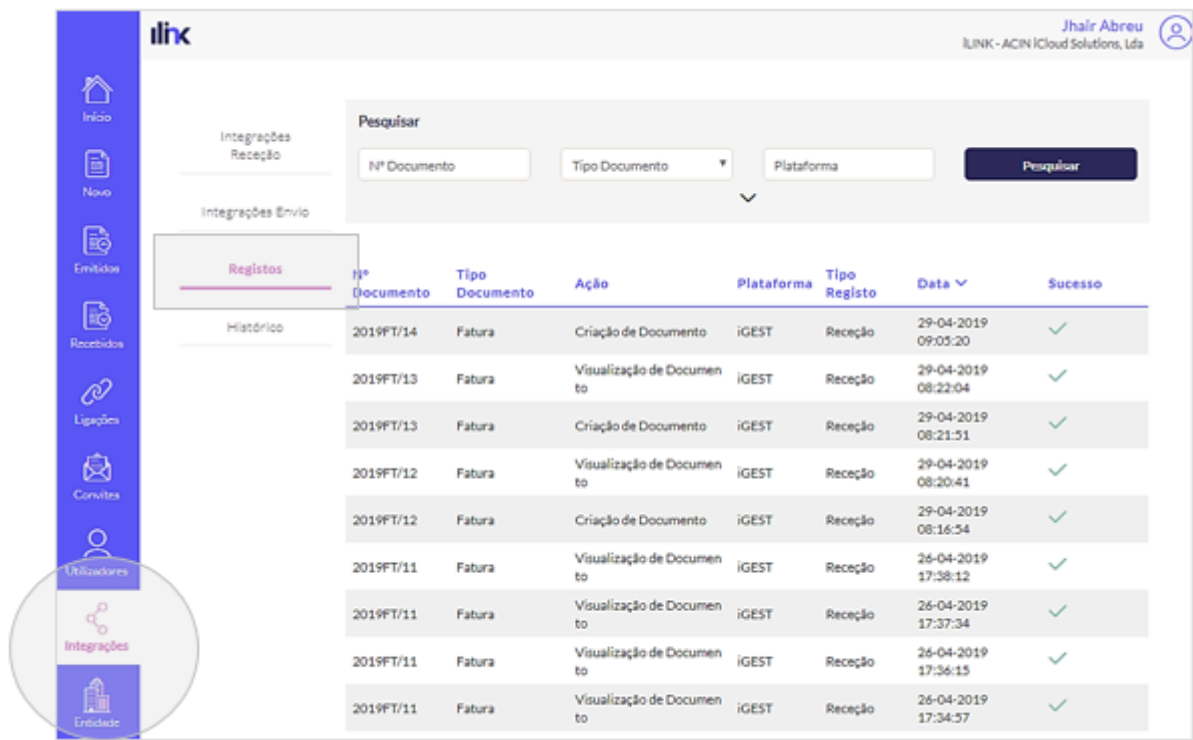 ilink
Jhair Abreu
iLINK - ACIN iCloud Solutions, Lda
Início
Novo
Emitidos
Recebidos
Ligações
Convites
Utilizadores
Integrações
Entidade
Integrações
Receção
Integrações Envio
Registos
Histórico
Pesquisar
Nº Documento Tipo Documento Plataforma Pesquisar
Nº Documento Tipo Documento Ação Plataforma Tipo Registo Data Sucesso
2019FT/14 Fatura Criação de Documento iGEST Receção 29-04-2019 09:05:20
2019FT/13 Fatura Visualização de Documen to iGEST Receção 29-04-2019 08:22:04
2019FT/13 Fatura Criação de Documento iGEST Receção 29-04-2019 08:21:51
2019FT/12 Fatura Visualização de Documen to iGEST Receção 29-04-2019 08:20:41
2019FT/12 Fatura Criação de Documento iGEST Receção 29-04-2019 08:16:54
2019FT/11 Fatura Visualização de Documen to iGEST Receção 26-04-2019 17:38:12
2019FT/11 Fatura Visualização de Documen to iGEST Receção 26-04-2019 17:37:34
2019FT/11 Fatura Visualização de Documen to iGEST Receção 26-04-2019 17:36:15
2019FT/11 Fatura Visualização de Documen to iGEST Receção 26-04-2019 17:34:57